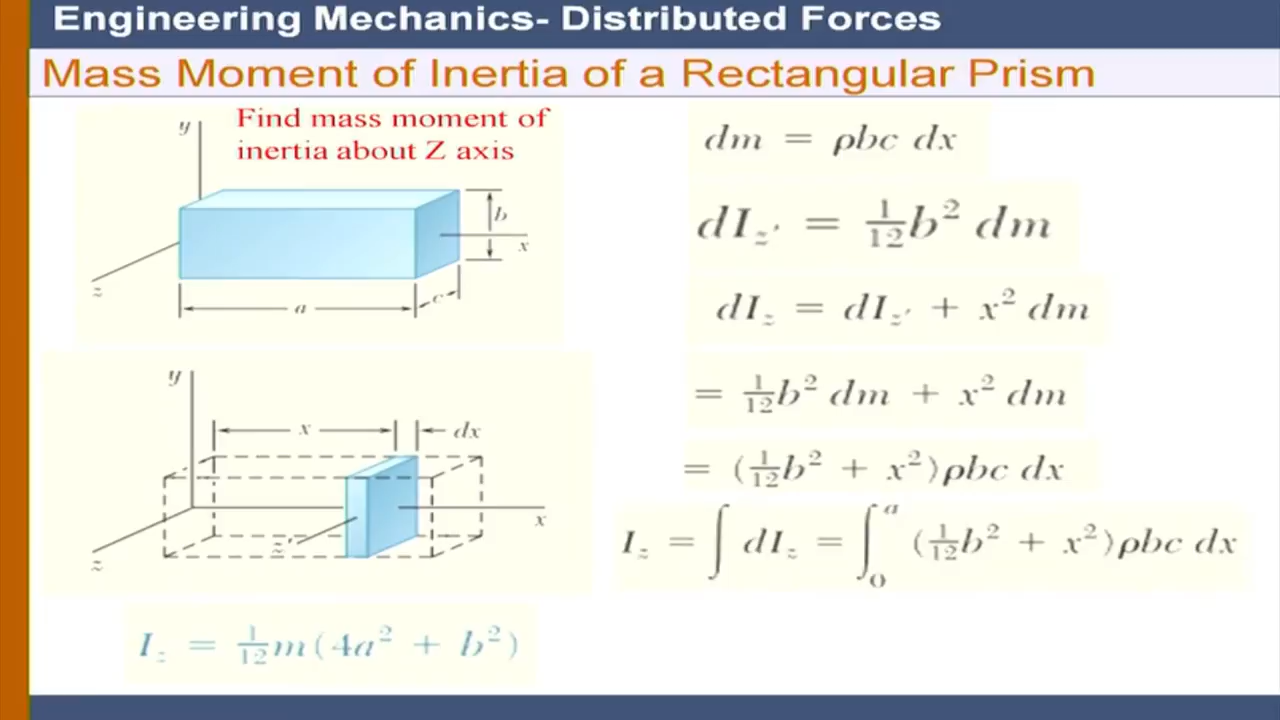 Engineering Mechanics- Distributed Forces
Mass Moment of Inertia of a Rectangular Prism
Find mass moment of
inertia about Z axis
y
b
x
z
a
c
dm = ρbc dx
dI_z′ = 1/12 b² dm
dI_z = dI_z′ + x² dm
= 1/12 b² dm + x² dm
= (1/12 b² + x²)ρbc dx
I_z = ∫ dI_z = ∫₀ᵃ (1/12 b² + x²)ρbc dx
y
x
dx
x
z′
z
I_z = 1/12 m(4a² + b²)